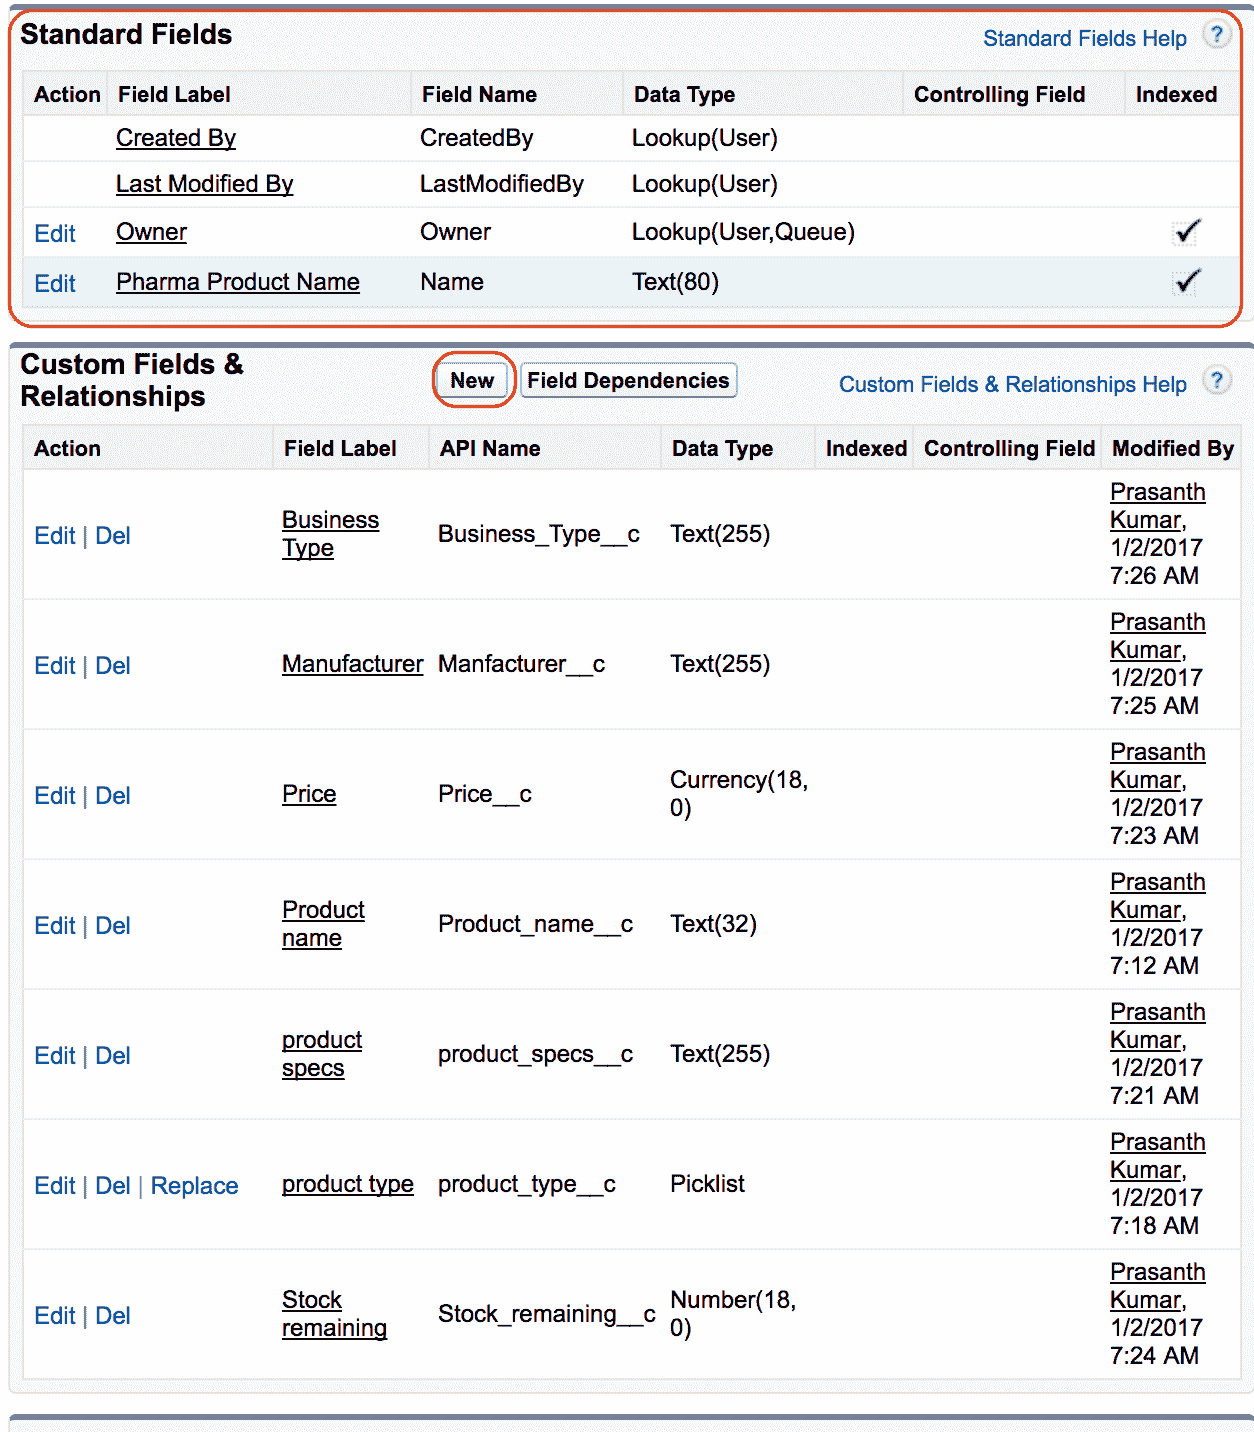 Standard Fields
Standard Fields Help ?
Action Field Label Field Name Data Type Controlling Field Indexed
Created By CreatedBy Lookup(User)
Last Modified By LastModifiedBy Lookup(User)
Edit Owner Owner Lookup(User,Queue)
Edit Pharma Product Name Name Text(80)
Custom Fields &
Relationships
New Field Dependencies Custom Fields & Relationships Help ?
Action Field Label API Name Data Type Indexed Controlling Field Modified By
Edit | Del Business
Type Business_Type__c Text(255) Prasanth
Kumar,
1/2/2017
7:26 AM
Edit | Del Manufacturer Manfacturer__c Text(255) Prasanth
Kumar,
1/2/2017
7:25 AM
Edit | Del Price Price__c Currency(18,
0) Prasanth
Kumar,
1/2/2017
7:23 AM
Edit | Del Product
name Product_name__c Text(32) Prasanth
Kumar,
1/2/2017
7:12 AM
Edit | Del product
specs product_specs__c Text(255) Prasanth
Kumar,
1/2/2017
7:21 AM
Edit | Del | Replace product type product_type__c Picklist Prasanth
Kumar,
1/2/2017
7:18 AM
Edit | Del Stock
remaining Stock_remaining__c Number(18,
0) Prasanth
Kumar,
1/2/2017
7:24 AM